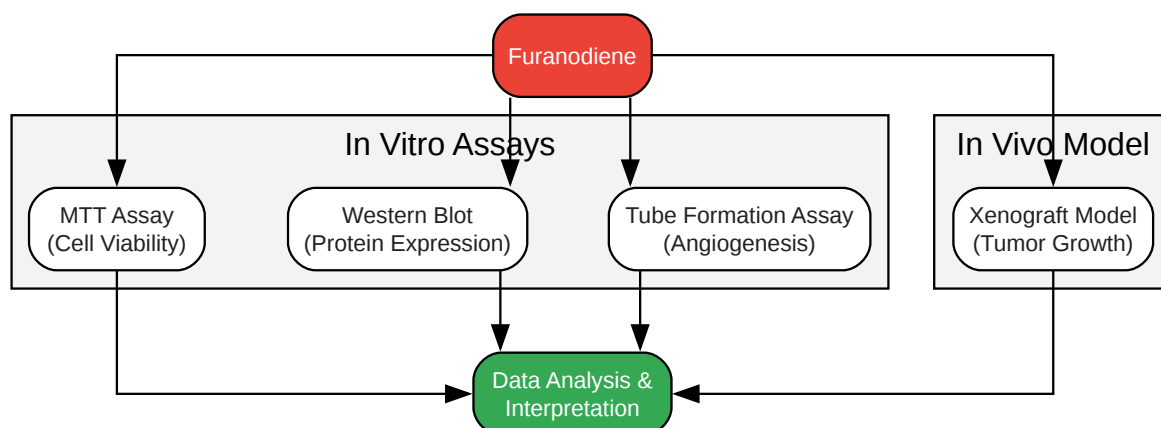 Furanodiene
In Vitro Assays
In Vivo Model
MTT Assay
(Cell Viability)
Western Blot
(Protein Expression)
Tube Formation Assay
(Angiogenesis)
Xenograft Model
(Tumor Growth)
Data Analysis &
Interpretation